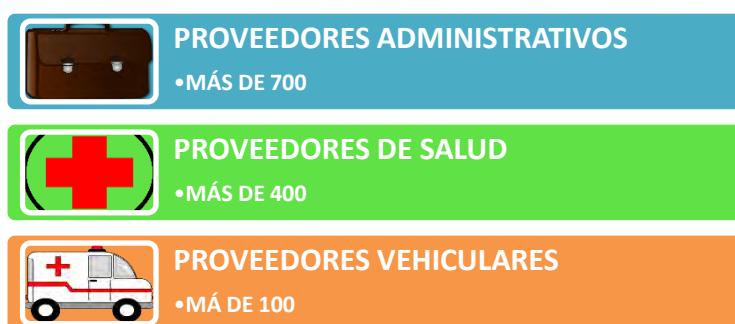 PROVEEDORES ADMINISTRATIVOS
•MÁS DE 700
PROVEEDORES DE SALUD
•MÁS DE 400
PROVEEDORES VEHICULARES
•MÁ DE 100